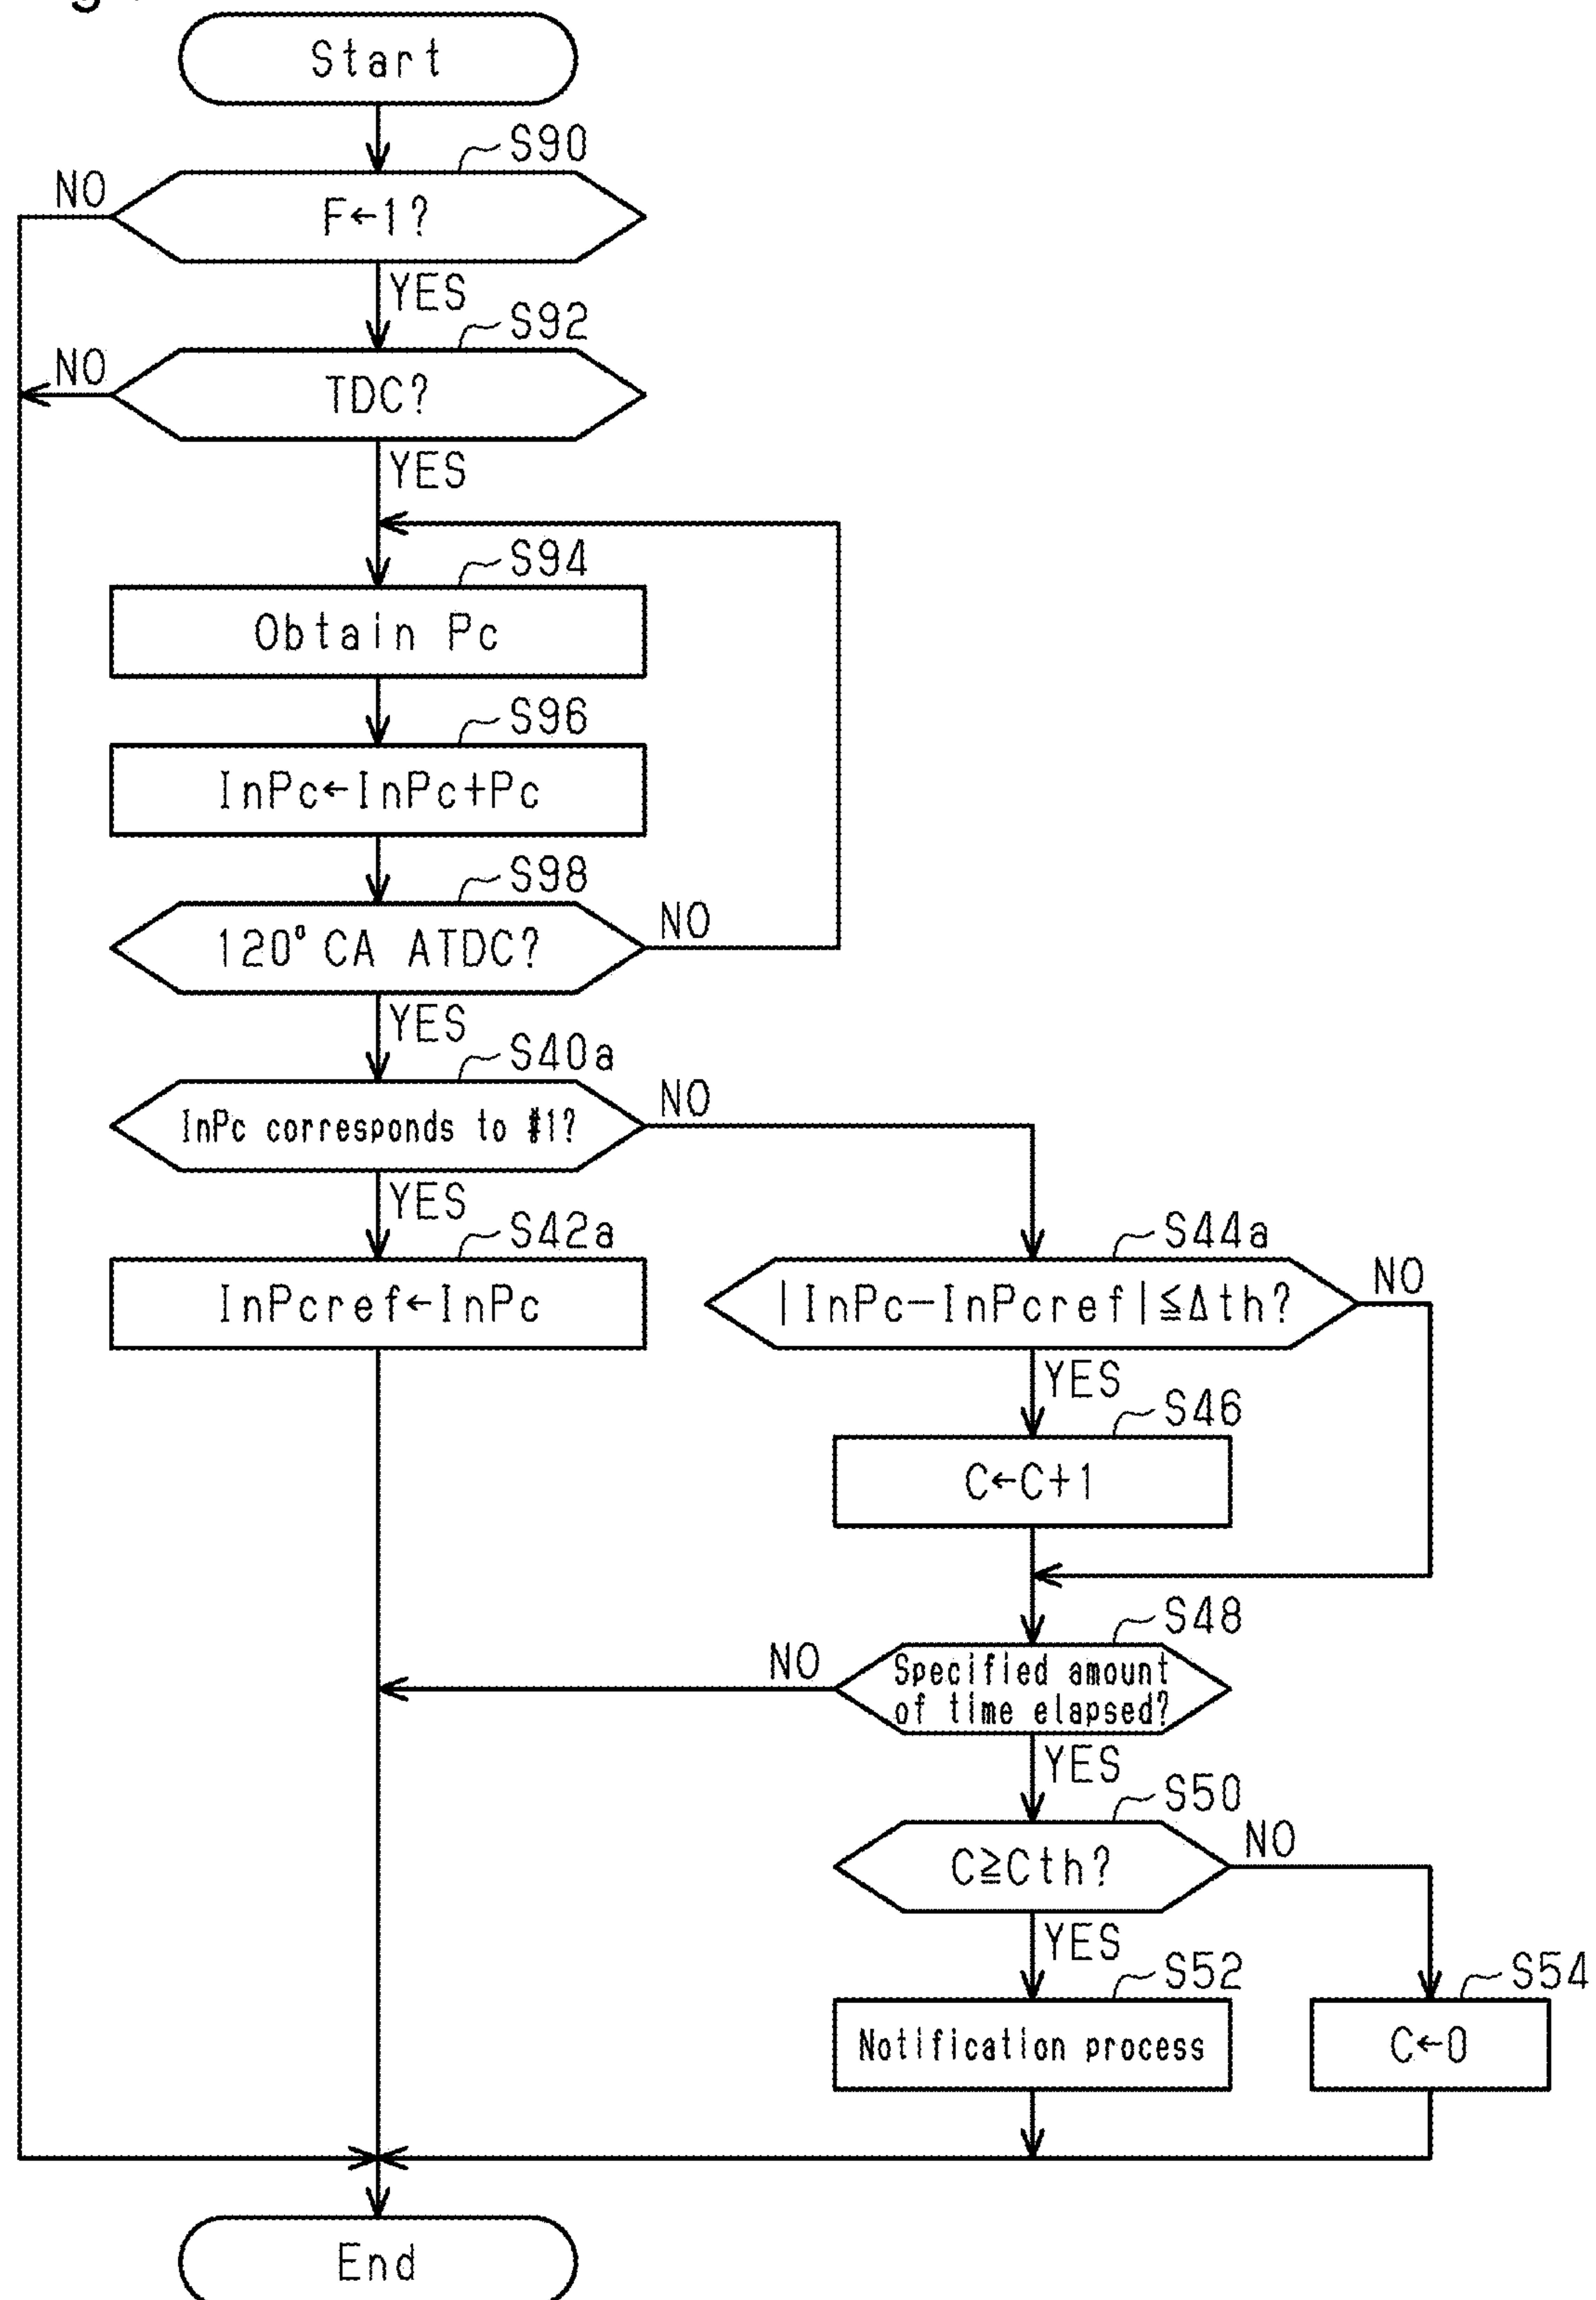 Start
S90
NO
F←1?
YES
S92
NO
TDC?
YES
S94
Obtain Pc
S96
InPc←InPc+Pc
S98
120° CA ATDC?
NO
YES
S40a
InPc corresponds to #1?
NO
YES
S42a
InPcref←InPc
S44a
|InPc−InPcref|≦Δth?
NO
YES
S46
C←C+1
S48
NO
Specified amount
of time elapsed?
YES
S50
C≧Cth?
NO
YES
S52
Notification process
S54
C←0
End